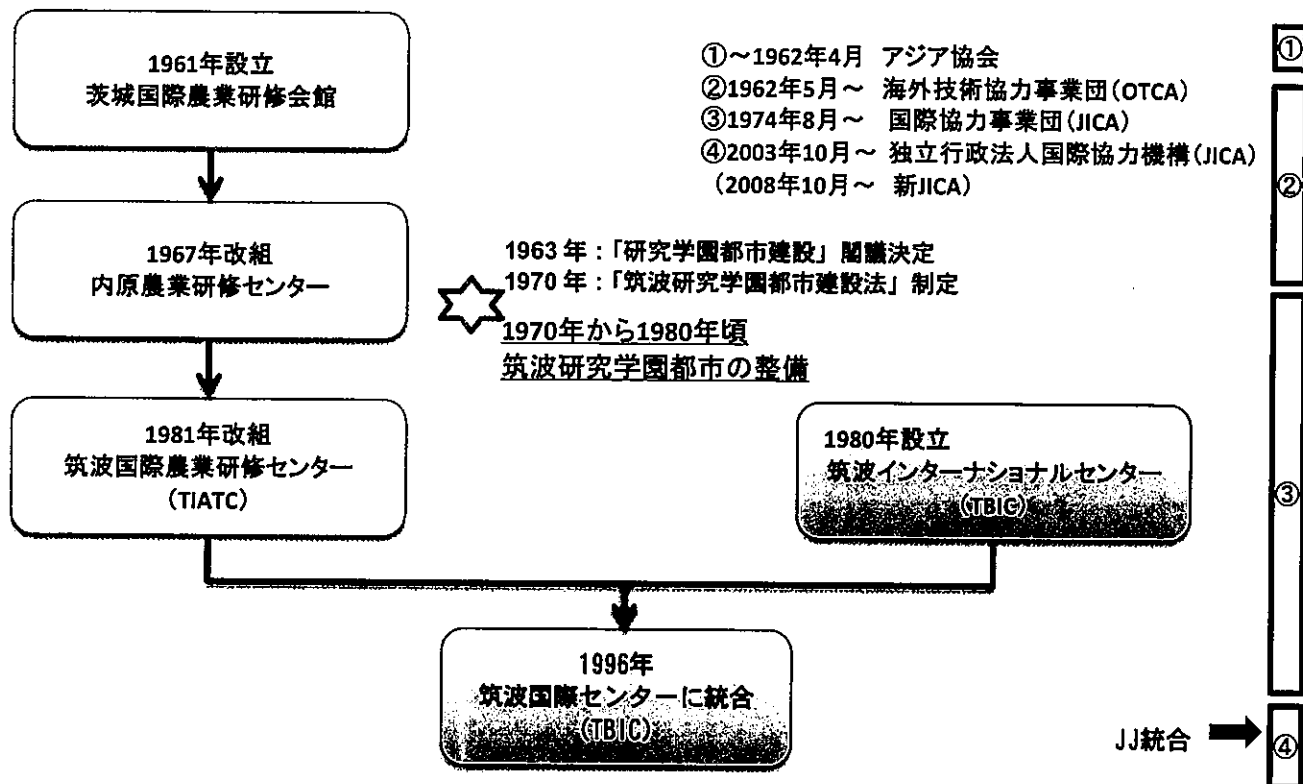 1961年設立
茨城国際農業研修会館
①～1962年4月 アジア協会
②1962年5月～ 海外技術協力事業団(OTCA)
③1974年8月～ 国際協力事業団(JICA)
④2003年10月～ 独立行政法人国際協力機構(JICA)
(2008年10月～ 新JICA)
①
②
1967年改組
内原農業研修センター
1963年:「研究学園都市建設」閣議決定
1970年:「筑波研究学園都市建設法」制定
1970年から1980年頃
筑波研究学園都市の整備
1981年改組
筑波国際農業研修センター
(TIATC)
1980年設立
筑波インターナショナルセンター
(TBIC)
③
1996年
筑波国際センターに統合
(TBIC)
JJ統合
④